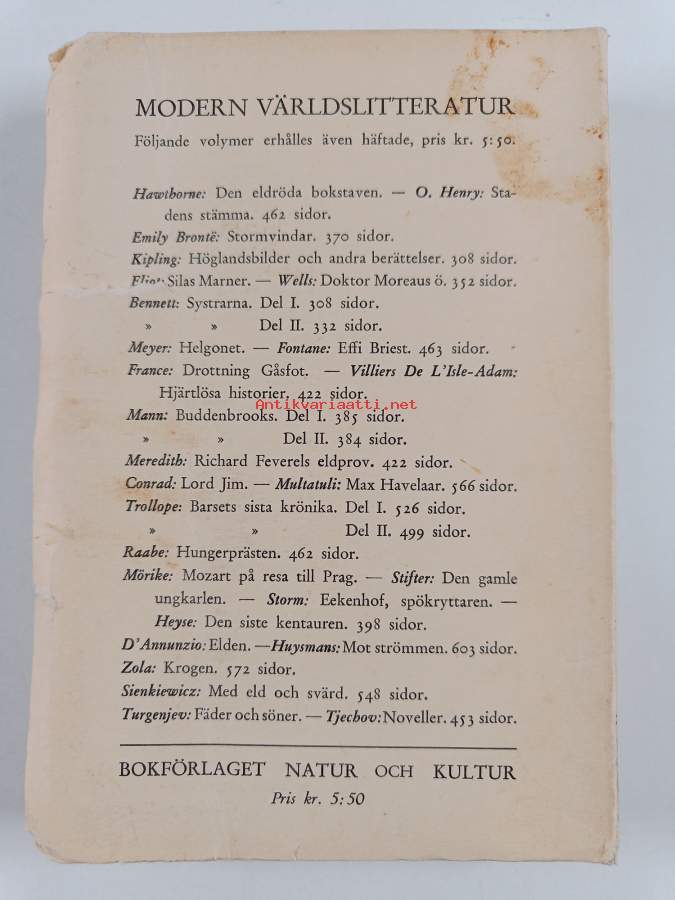 MODERN VÄRLDSLITTERATUR
Följande volymer erhålles även häftade, pris kr. 5:50.
Hawthorne: Den eldröda bokstaven. — O. Henry: Sta-
dens stämma. 462 sidor.
Emily Brontë: Stormvindar. 370 sidor.
Kipling: Höglandsbilder och andra berättelser. 308 sidor.
Eliot: Silas Marner. — Wells: Doktor Moreaus ö. 352 sidor.
Bennett: Systrarna. Del I. 308 sidor.
» » Del II. 332 sidor.
Meyer: Helgonet. — Fontane: Effi Briest. 463 sidor.
France: Drottning Gåsfot. — Villiers De L'Isle-Adam:
Hjärtlösa historier. 422 sidor.
Antikvariaatti.net
Mann: Buddenbrooks. Del I. 385 sidor.
» » Del II. 384 sidor.
Meredith: Richard Feverels eldprov. 422 sidor.
Conrad: Lord Jim. — Multatuli: Max Havelaar. 566 sidor.
Trollope: Barsets sista krönika. Del I. 526 sidor.
» » Del II. 499 sidor.
Raabe: Hungerprästen. 462 sidor.
Mörike: Mozart på resa till Prag. — Stifter: Den gamle
ungkarlen. — Storm: Eekenhof, spökryttaren. —
Heyse: Den siste kentauren. 398 sidor.
D'Annunzio: Elden. — Huysmans: Mot strömmen. 603 sidor.
Zola: Krogen. 572 sidor.
Sienkiewicz: Med eld och svärd. 548 sidor.
Turgenjev: Fäder och söner. — Tjechov: Noveller. 453 sidor.
BOKFÖRLAGET NATUR OCH KULTUR
Pris kr. 5:50